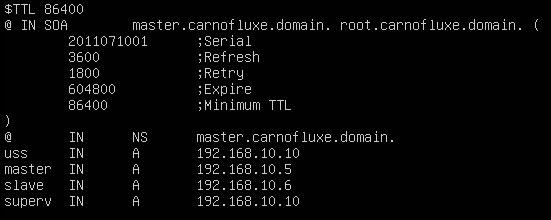 $TTL 86400
@ IN SOA master.carnofluxe.domain. root.carnofluxe.domain. (
2011071001 ;Serial
3600 ;Refresh
1800 ;Retry
604800 ;Expire
86400 ;Minimum TTL
)
@ IN NS master.carnofluxe.domain.
uss IN A 192.168.10.10
master IN A 192.168.10.5
slave IN A 192.168.10.6
superv IN A 192.168.10.10